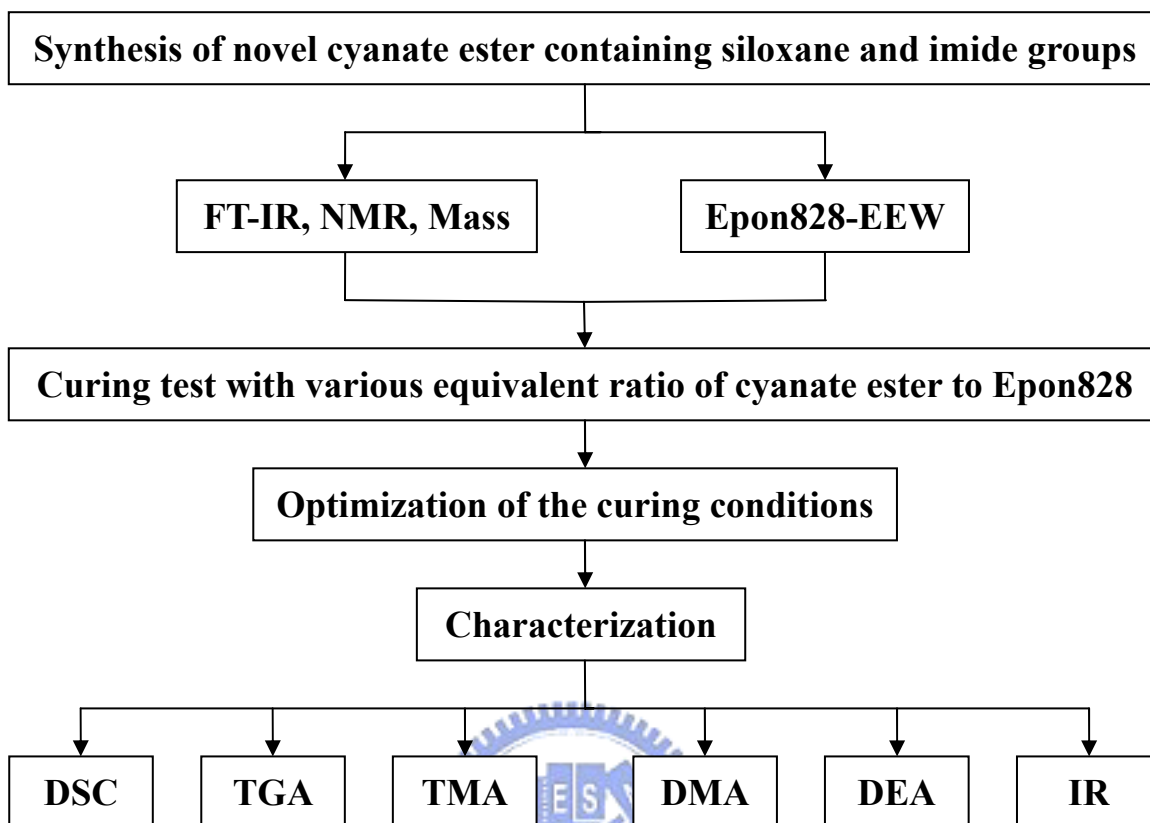 Synthesis of novel cyanate ester containing siloxane and imide groups
FT-IR, NMR, Mass
Epon828-EEW
Curing test with various equivalent ratio of cyanate ester to Epon828
Optimization of the curing conditions
Characterization
DSC
TGA
TMA
DMA
DEA
IR
ES